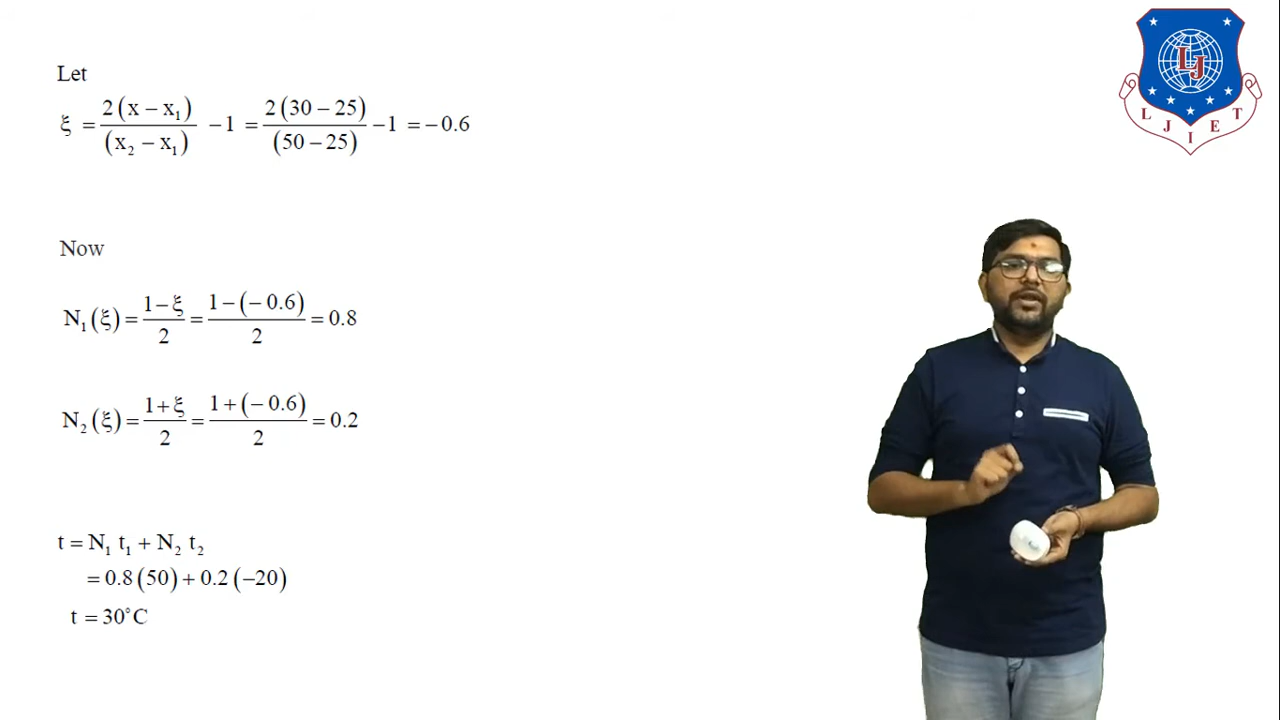 Let
ξ = 2(x − x₁) / (x₂ − x₁) − 1 = 2(30 − 25) / (50 − 25) − 1 = −0.6
Now
N₁(ξ) = 1−ξ / 2 = 1−(−0.6) / 2 = 0.8
N₂(ξ) = 1+ξ / 2 = 1+(−0.6) / 2 = 0.2
t = N₁ t₁ + N₂ t₂
= 0.8(50) + 0.2(−20)
t = 30°C
LJ
L J I E T